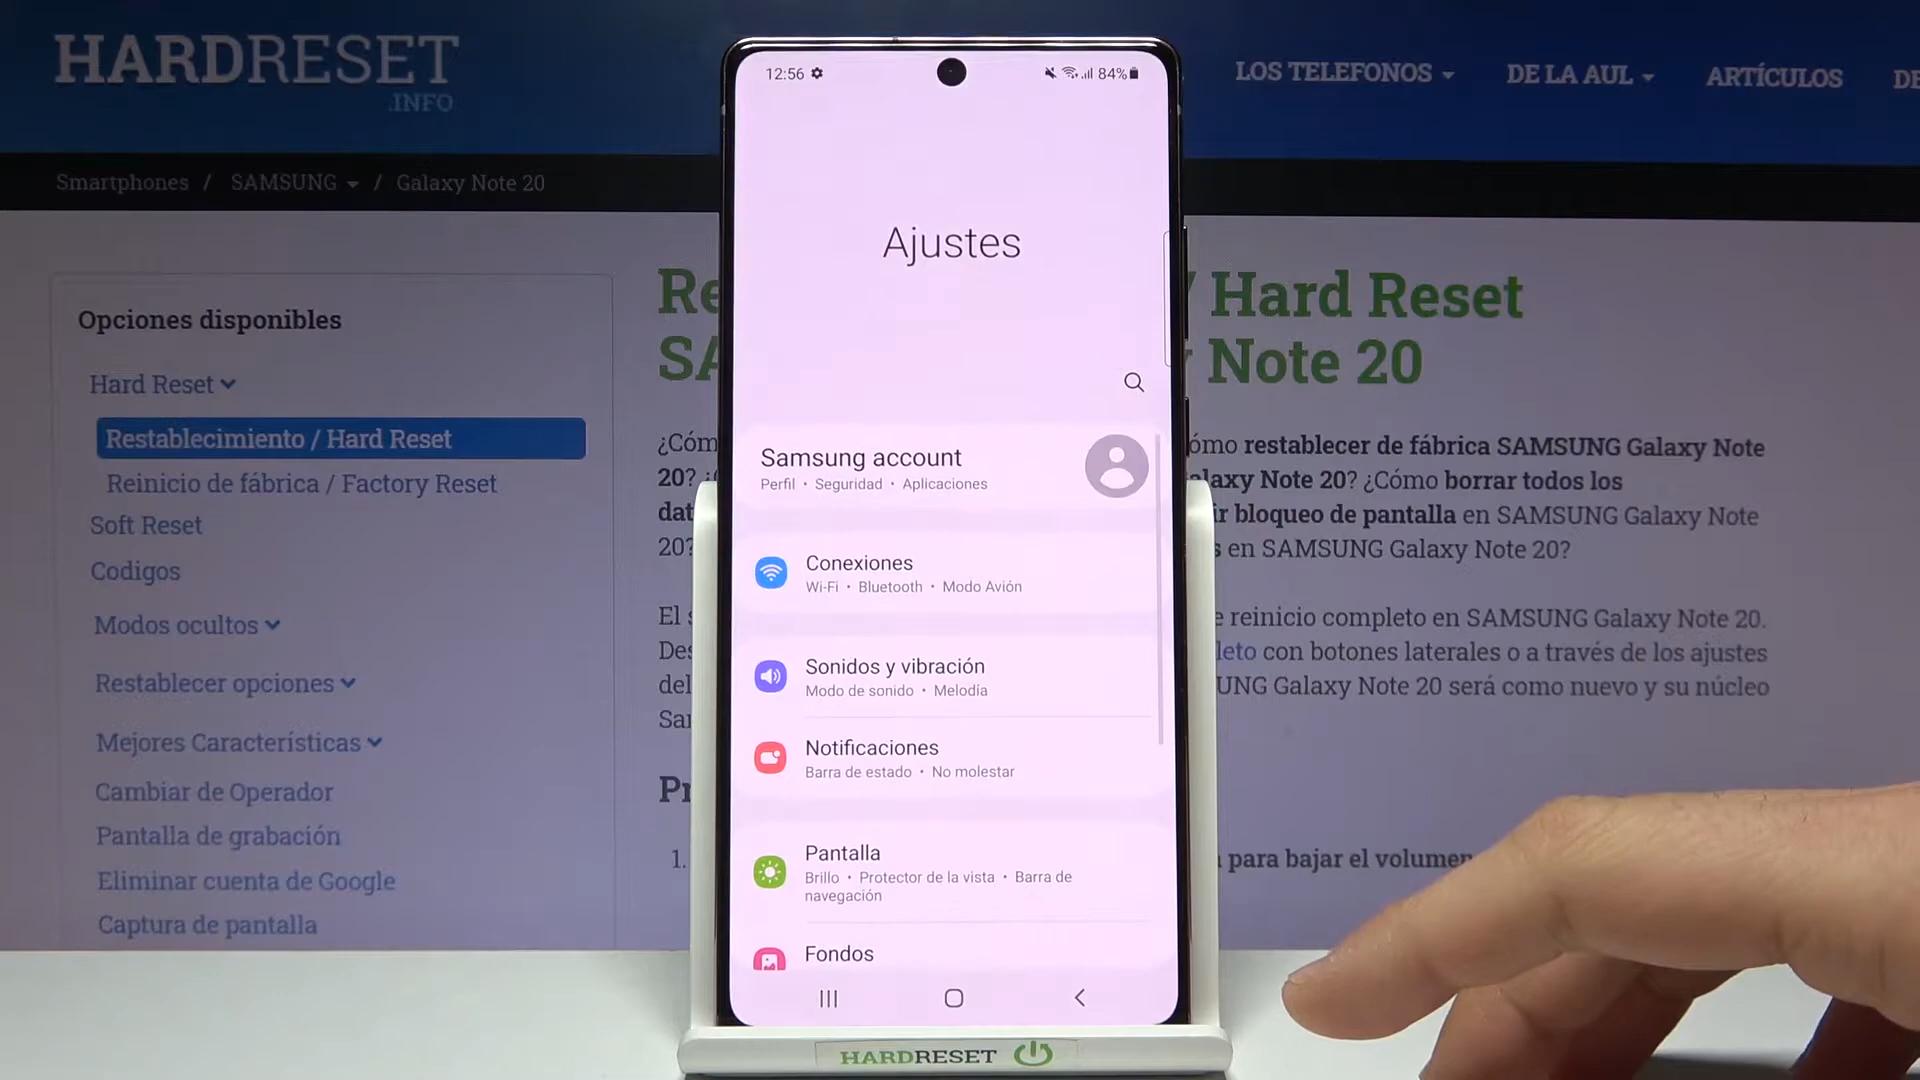 HARDRESET
.INFO
LOS TELEFONOS
DE LA AUL
ARTÍCULOS
Smartphones / SAMSUNG / Galaxy Note 20
Opciones disponibles
Hard Reset
Restablecimiento / Hard Reset
Reinicio de fábrica / Factory Reset
Soft Reset
Codigos
Modos ocultos
Restablecer opciones
Mejores Características
Cambiar de Operador
Pantalla de grabación
Eliminar cuenta de Google
Captura de pantalla
Hard Reset
Note 20
restablecer de fábrica SAMSUNG Galaxy Note
20? Note 20? ¿Cómo borrar todos los
bloqueo de pantalla en SAMSUNG Galaxy Note
20? en SAMSUNG Galaxy Note 20?
El reinicio completo en SAMSUNG Galaxy Note 20.
con botones laterales o a través de los ajustes
Galaxy Note 20 será como nuevo y su núcleo
1. para bajar el
12:56 84%
Ajustes
Samsung account
Perfil • Seguridad • Aplicaciones
Conexiones
Wi-Fi • Bluetooth • Modo Avión
Sonidos y vibración
Modo de sonido • Melodía
Notificaciones
Barra de estado • No molestar
Pantalla
Brillo • Protector de la vista • Barra de
navegación
Fondos
HARDRESET